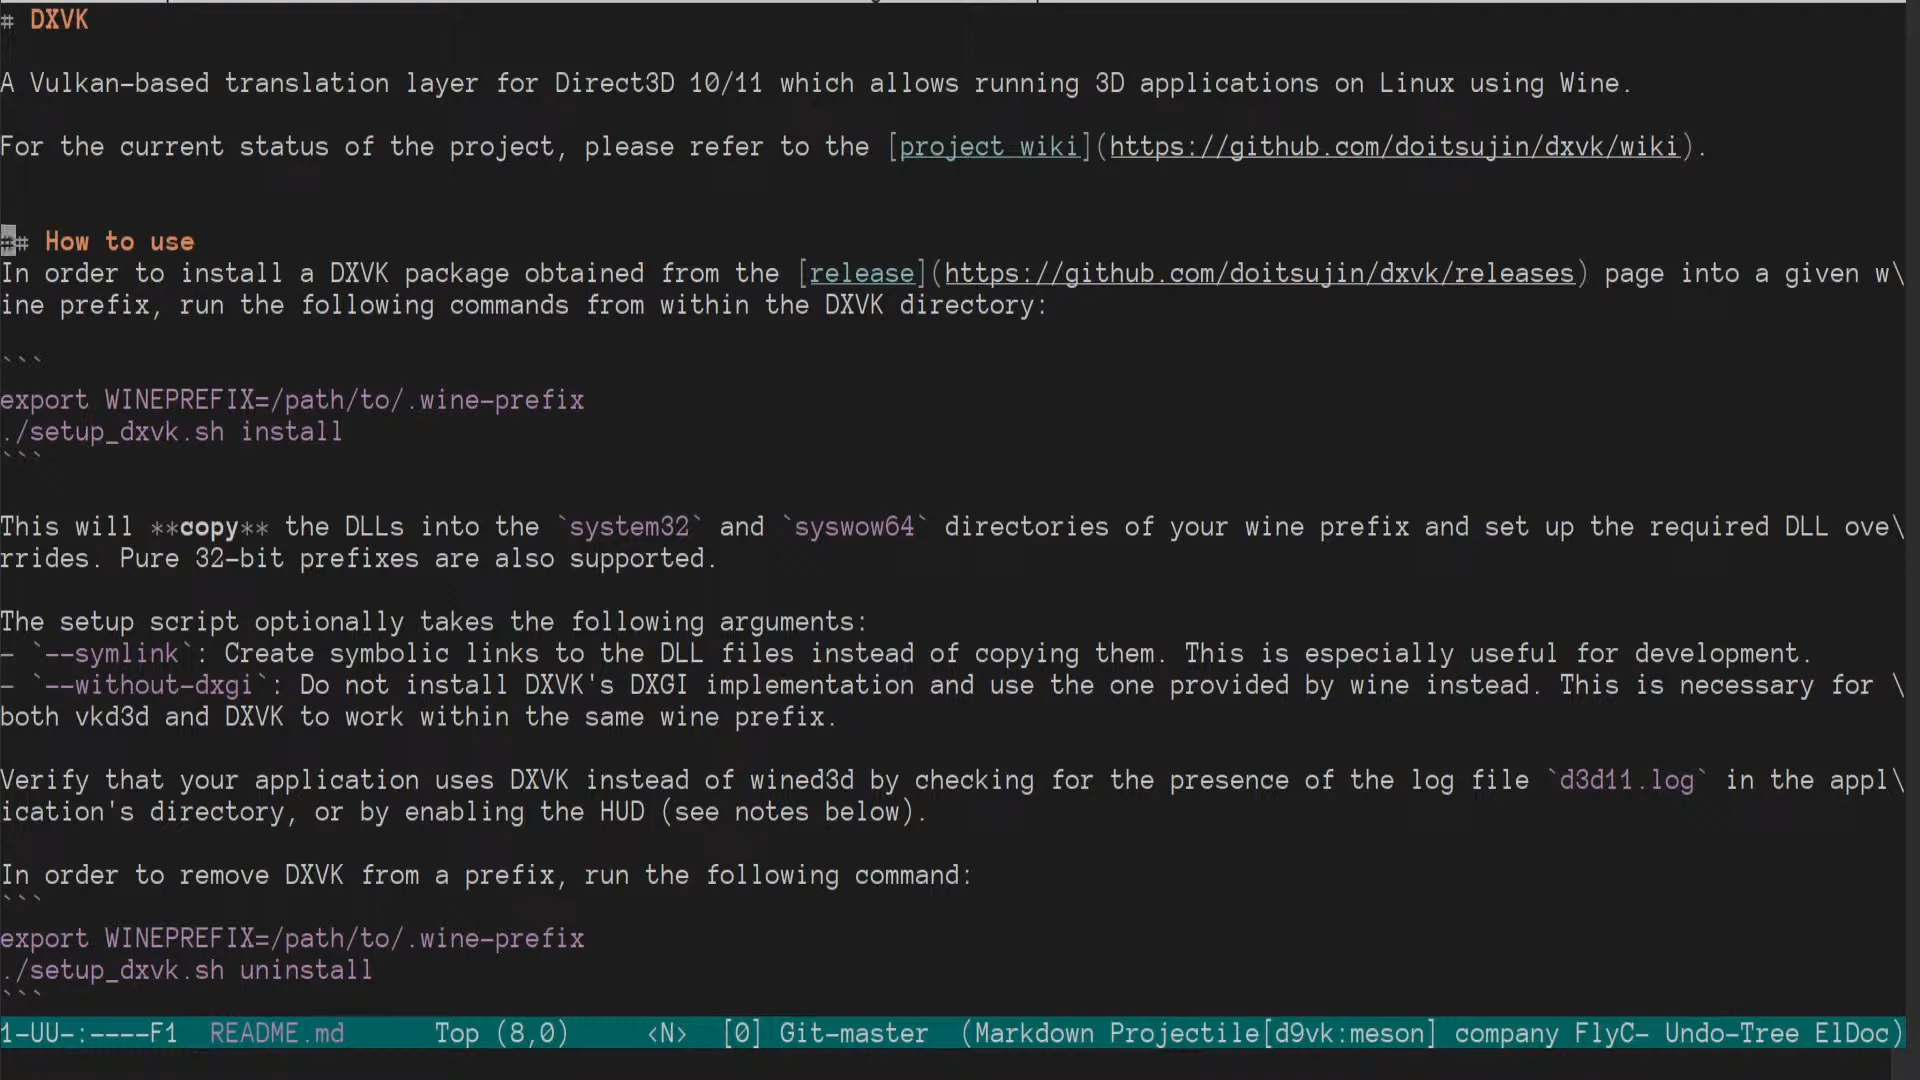 # DXVK
A Vulkan-based translation layer for Direct3D 10/11 which allows running 3D applications on Linux using Wine.
For the current status of the project, please refer to the [project wiki](https://github.com/doitsujin/dxvk/wiki).
## How to use
In order to install a DXVK package obtained from the [release](https://github.com/doitsujin/dxvk/releases) page into a given w\
ine prefix, run the following commands from within the DXVK directory:
```
export WINEPREFIX=/path/to/.wine-prefix
./setup_dxvk.sh install
```
This will **copy** the DLLs into the `system32` and `syswow64` directories of your wine prefix and set up the required DLL ove\
rrides. Pure 32-bit prefixes are also supported.
The setup script optionally takes the following arguments:
- `--symlink`: Create symbolic links to the DLL files instead of copying them. This is especially useful for development.
- `--without-dxgi`: Do not install DXVK's DXGI implementation and use the one provided by wine instead. This is necessary for \
both vkd3d and DXVK to work within the same wine prefix.
Verify that your application uses DXVK instead of wined3d by checking for the presence of the log file `d3d11.log` in the appl\
ication's directory, or by enabling the HUD (see notes below).
In order to remove DXVK from a prefix, run the following command:
```
export WINEPREFIX=/path/to/.wine-prefix
./setup_dxvk.sh uninstall
```
1-UU-:----F1  README.md      Top (8,0)     <N>  [0] Git-master  (Markdown Projectile[d9vk:meson] company FlyC- Undo-Tree ElDoc)